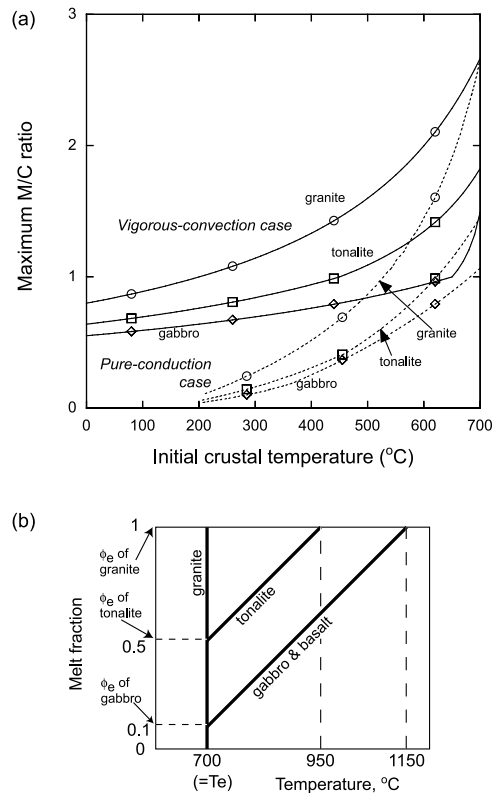 (a)
3
2
1
0
Maximum M/C ratio
granite
Vigorous-convection case
tonalite
gabbro
granite
Pure-conduction
case
tonalite
gabbro
0 100 200 300 400 500 600 700
Initial crustal temperature (°C)
(b)
1
ϕe of
granite
ϕe of
tonalite
0.5
ϕe of
gabbro
0.1
0
Melt fraction
granite
tonalite
gabbro & basalt
700 950 1150
(=Te) Temperature, °C